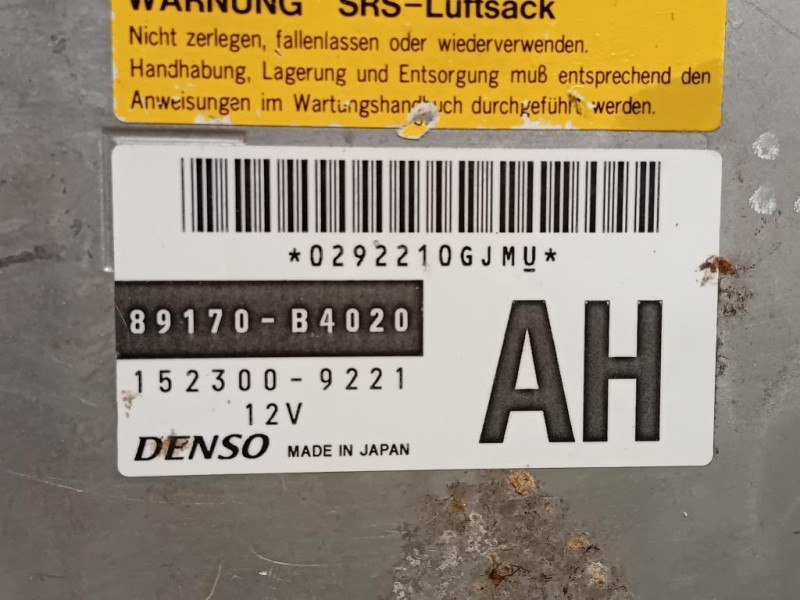 WARNUNG SRS-Luftsack
Nicht zerlegen, fallenlassen oder wiederverwenden.
Handhabung, Lagerung und Entsorgung muß entsprechend den
Anweisungen im Wartungshandbuch durchgeführt werden.
*0292210GJMU*
89170-B4020
AH
152300-9221
12V
DENSO MADE IN JAPAN